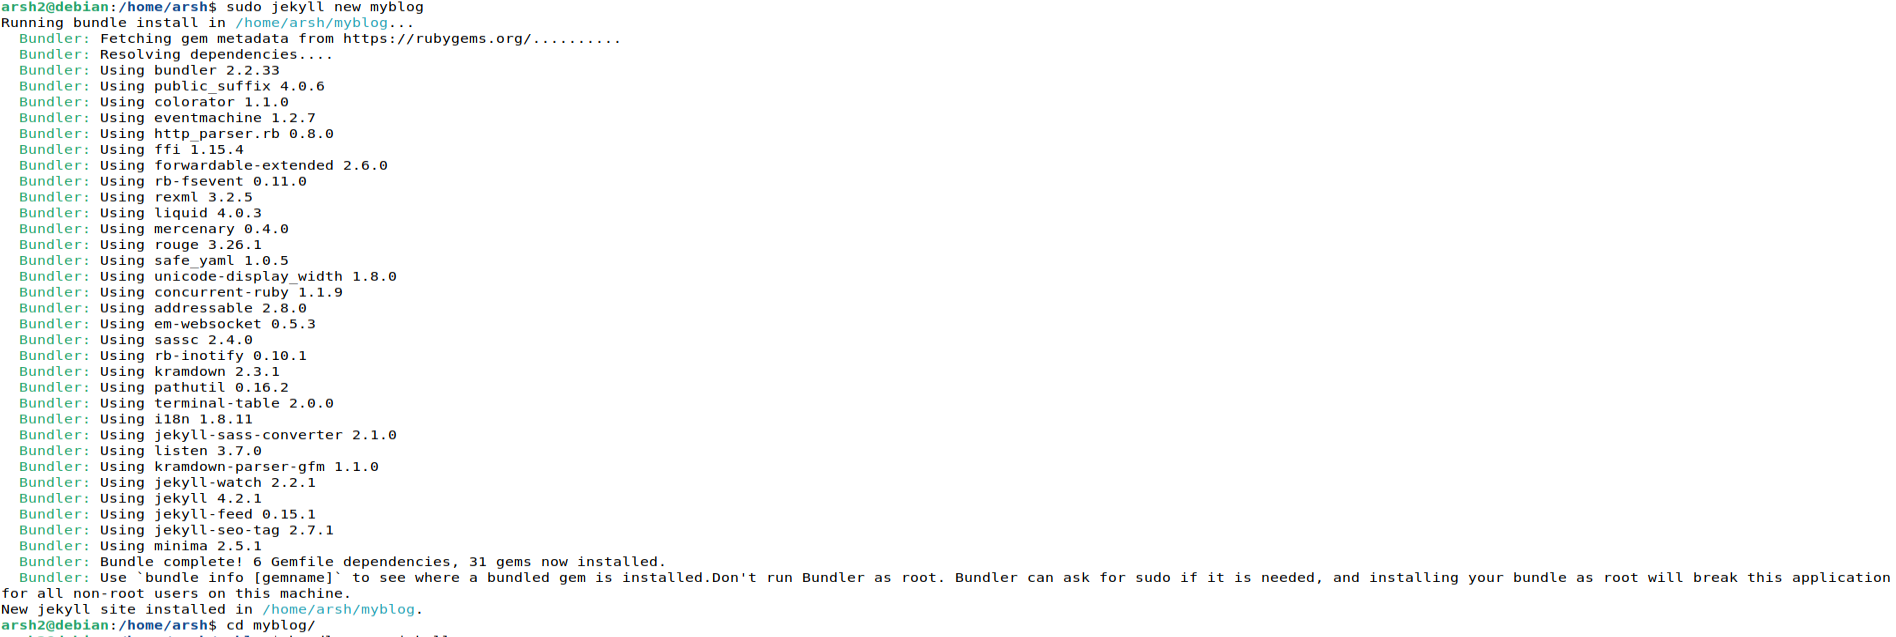 arsh2@debian:/home/arsh$ sudo jekyll new myblog
Running bundle install in /home/arsh/myblog...
Bundler: Fetching gem metadata from https://rubygems.org/..........
Bundler: Resolving dependencies....
Bundler: Using bundler 2.2.33
Bundler: Using public_suffix 4.0.6
Bundler: Using colorator 1.1.0
Bundler: Using eventmachine 1.2.7
Bundler: Using http_parser.rb 0.8.0
Bundler: Using ffi 1.15.4
Bundler: Using forwardable-extended 2.6.0
Bundler: Using rb-fsevent 0.11.0
Bundler: Using rexml 3.2.5
Bundler: Using liquid 4.0.3
Bundler: Using mercenary 0.4.0
Bundler: Using rouge 3.26.1
Bundler: Using safe_yaml 1.0.5
Bundler: Using unicode-display_width 1.8.0
Bundler: Using concurrent-ruby 1.1.9
Bundler: Using addressable 2.8.0
Bundler: Using em-websocket 0.5.3
Bundler: Using sassc 2.4.0
Bundler: Using rb-inotify 0.10.1
Bundler: Using kramdown 2.3.1
Bundler: Using pathutil 0.16.2
Bundler: Using terminal-table 2.0.0
Bundler: Using i18n 1.8.11
Bundler: Using jekyll-sass-converter 2.1.0
Bundler: Using listen 3.7.0
Bundler: Using kramdown-parser-gfm 1.1.0
Bundler: Using jekyll-watch 2.2.1
Bundler: Using jekyll 4.2.1
Bundler: Using jekyll-feed 0.15.1
Bundler: Using jekyll-seo-tag 2.7.1
Bundler: Using minima 2.5.1
Bundler: Bundle complete! 6 Gemfile dependencies, 31 gems now installed.
Bundler: Use `bundle info [gemname]` to see where a bundled gem is installed.Don't run Bundler as root. Bundler can ask for sudo if it is needed, and installing your bundle as root will break this application
for all non-root users on this machine.
New jekyll site installed in /home/arsh/myblog.
arsh2@debian:/home/arsh$ cd myblog/